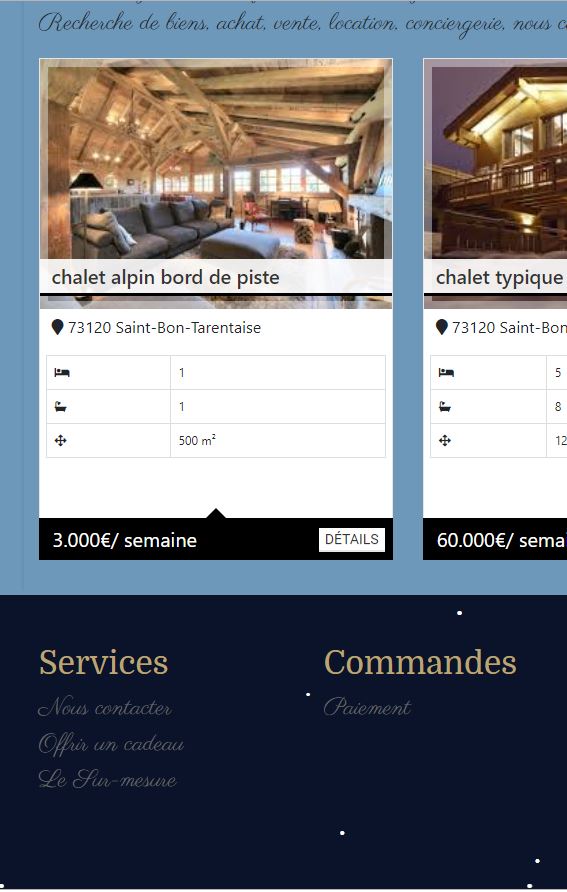 Recherche de biens, achat, vente, location, conciergerie, nous
chalet alpin bord de piste
chalet typique
73120 Saint-Bon-Tarentaise
73120 Saint-Bon
1
5
1
8
500 m²
12
3.000€/ semaine
DÉTAILS
60.000€/ sema
Services
Commandes
Nous contacter
Paiement
Offrir un cadeau
Le Sur-mesure